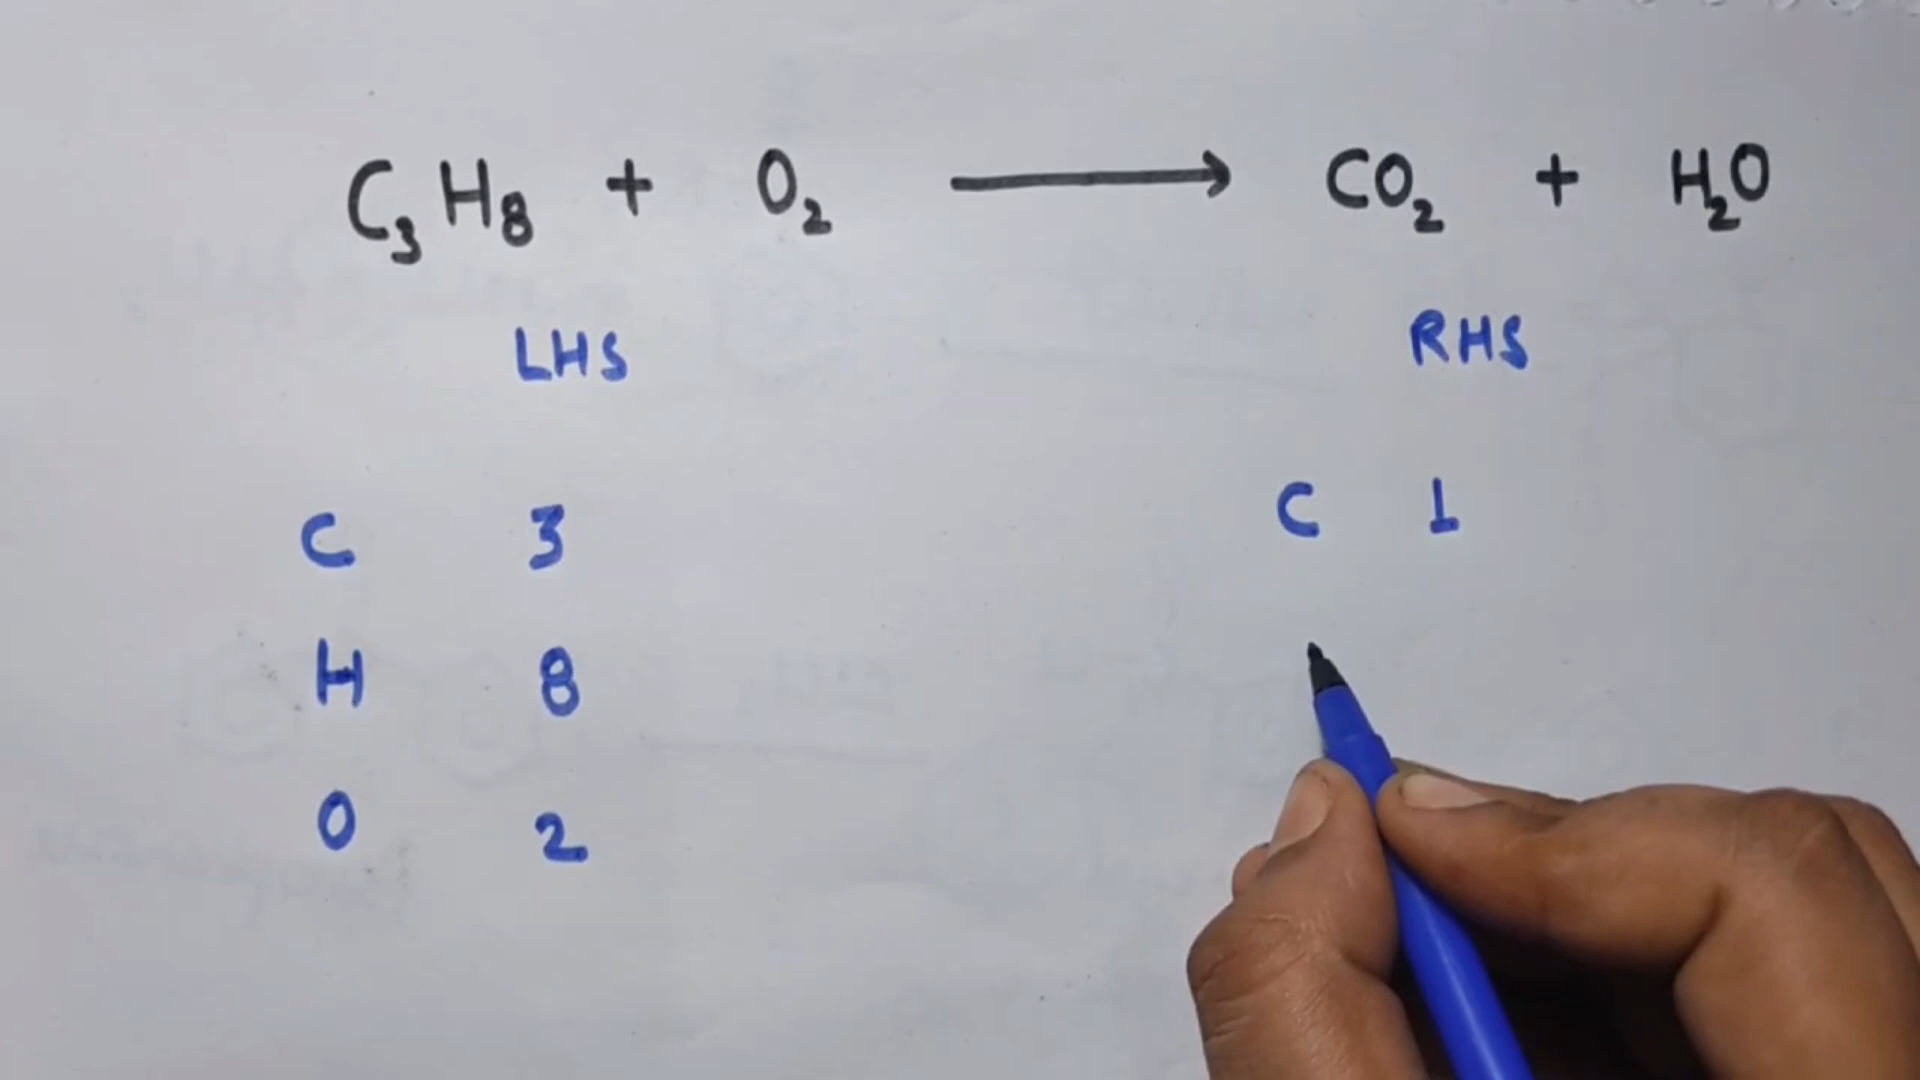 C₃H₈ + O₂ ⟶ CO₂ + H₂O
LHS RHS
C 3 C 1
H 8
O 2